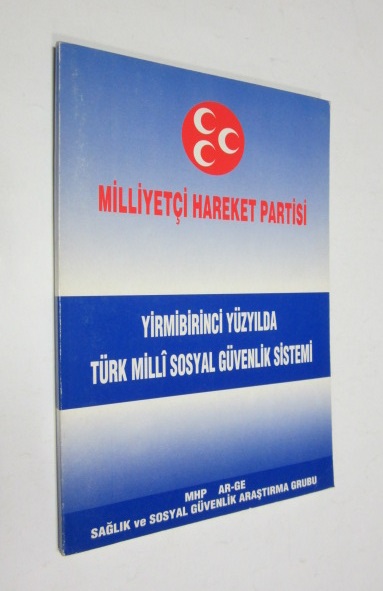 MİLLİYETÇİ HAREKET PARTİSİ
YİRMİBİRİNCİ YÜZYILDA
TÜRK MİLLÎ SOSYAL GÜVENLİK SİSTEMİ
MHP AR-GE
SAĞLIK ve SOSYAL GÜVENLİK ARAŞTIRMA GRUBU